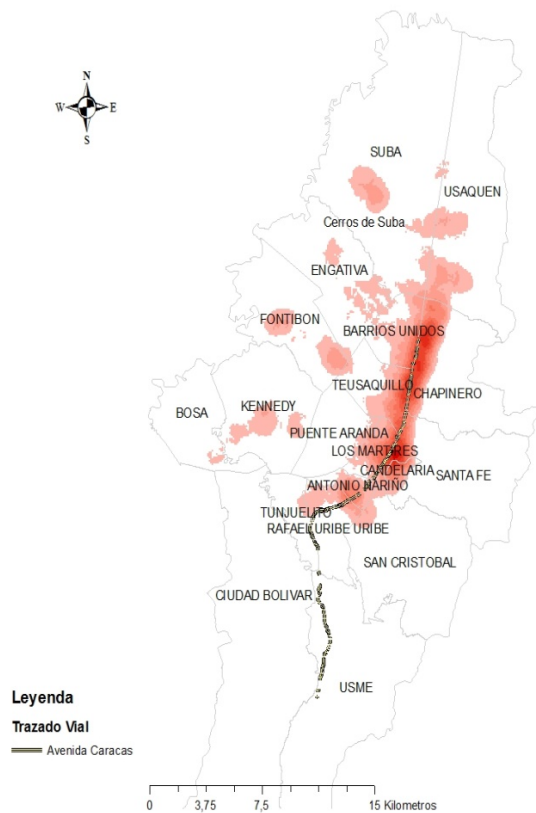 N
W E
S
SUBA
USAQUEN
Cerros de Suba
ENGATIVA
FONTIBON
BARRIOS UNIDOS
TEUSAQUILLO
CHAPINERO
KENNEDY
BOSA
PUENTE ARANDA
LOS MARTIRES
CANDELARIA
SANTA FE
ANTONIO NARIÑO
TUNJUELITO
RAFAEL URIBE URIBE
SAN CRISTOBAL
CIUDAD BOLIVAR
USME
Leyenda
Trazado Vial
Avenida Caracas
0 3,75 7,5 15 Kilometros